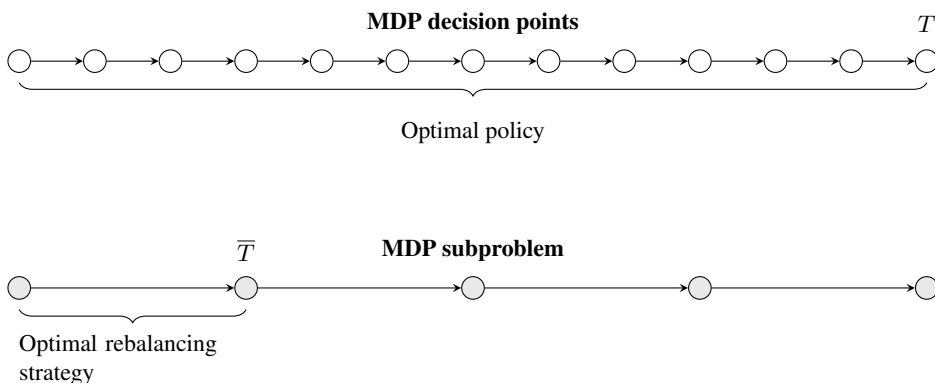 MDP decision points
T
Optimal policy
MDP subproblem
T̅
Optimal rebalancing
strategy